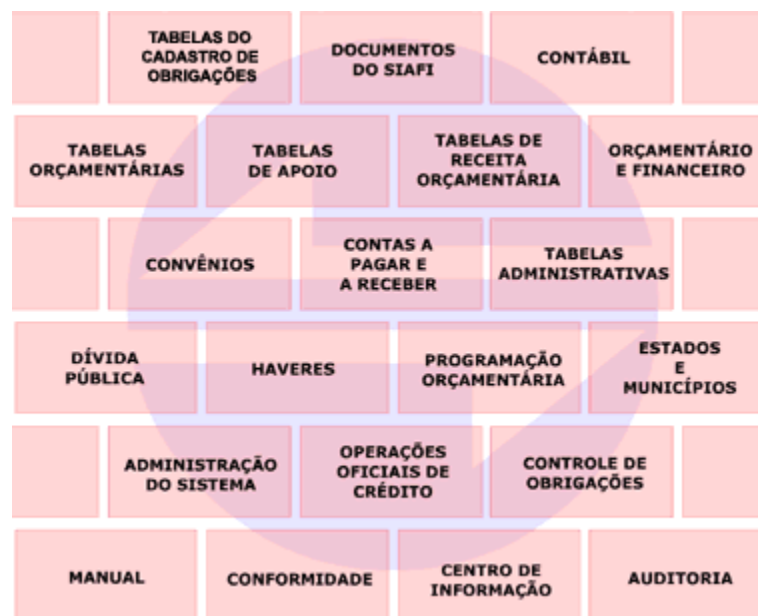 TABELAS DO
CADASTRO DE
OBRIGAÇÕES
DOCUMENTOS
DO SIAFI
CONTÁBIL
TABELAS
ORÇAMENTÁRIAS
TABELAS
DE APOIO
TABELAS DE
RECEITA
ORÇAMENTÁRIA
ORÇAMENTÁRIO
E FINANCEIRO
CONVÊNIOS
CONTAS A
PAGAR E
A RECEBER
TABELAS
ADMINISTRATIVAS
DÍVIDA
PÚBLICA
HAVERES
PROGRAMAÇÃO
ORÇAMENTÁRIA
ESTADOS
E
MUNICÍPIOS
ADMINISTRAÇÃO
DO SISTEMA
OPERAÇÕES
OFICIAIS DE
CRÉDITO
CONTROLE DE
OBRIGAÇÕES
MANUAL
CONFORMIDADE
CENTRO DE
INFORMAÇÃO
AUDITORIA